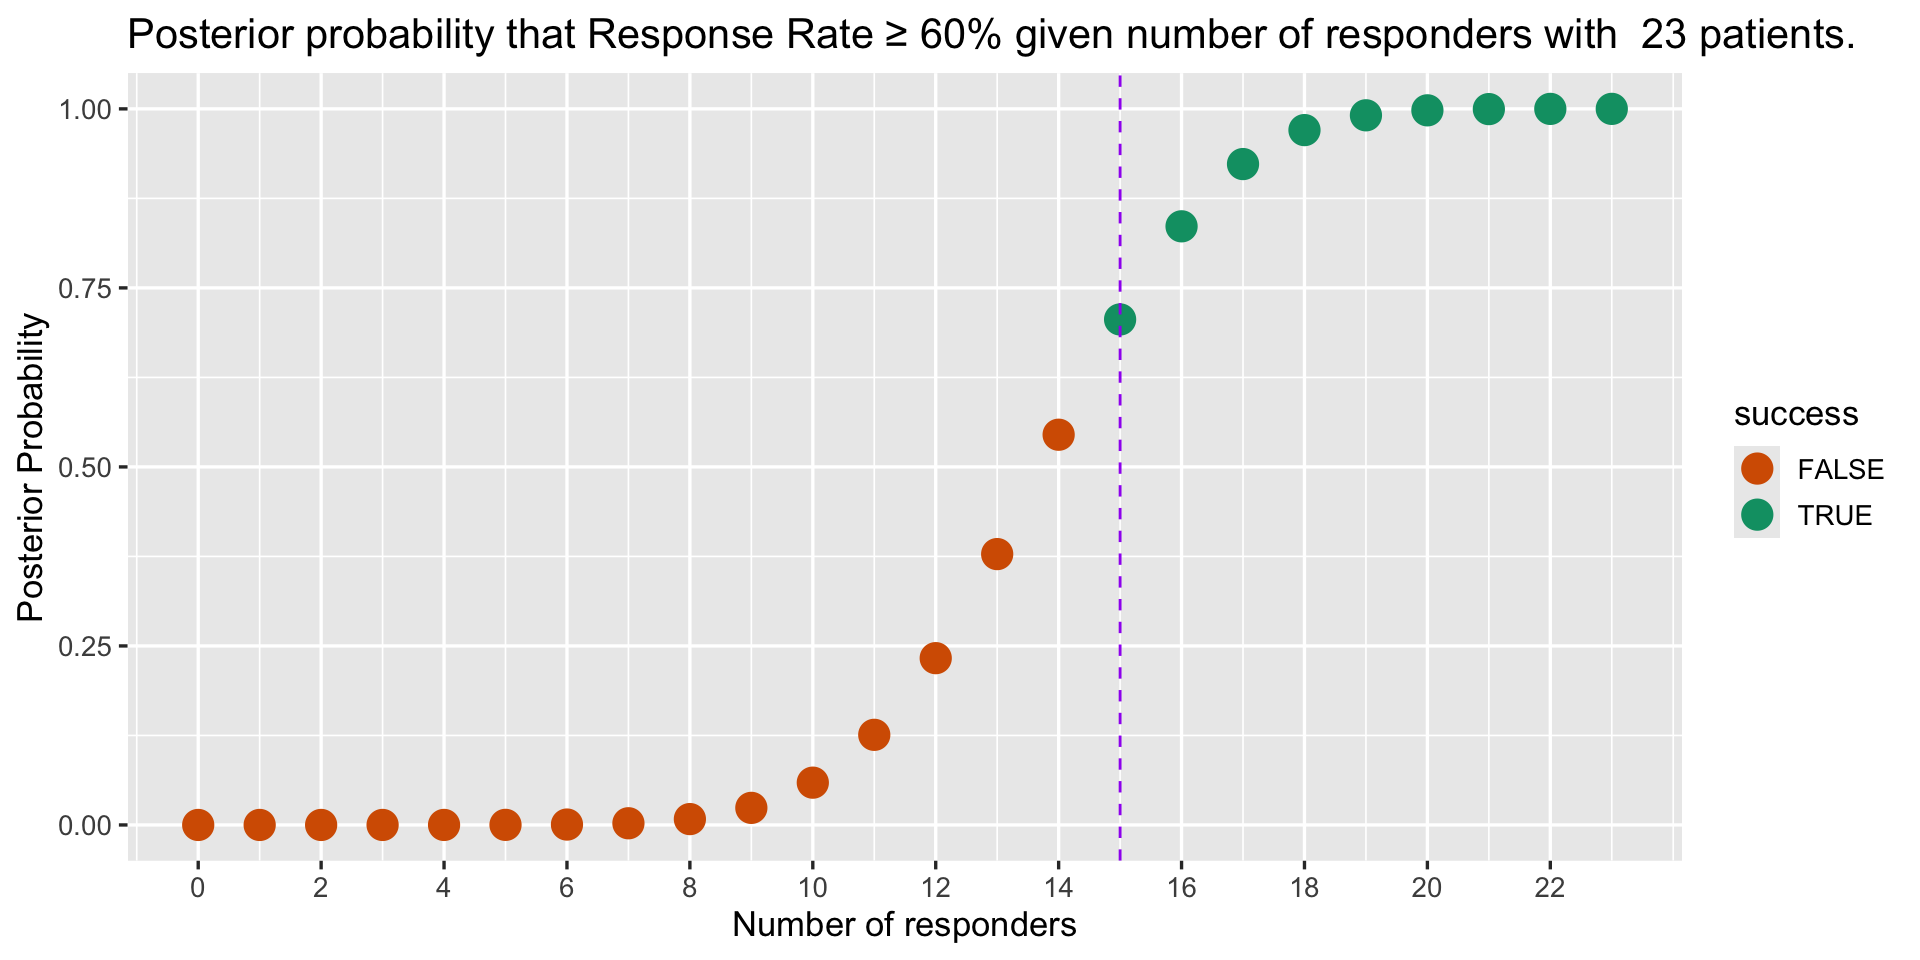 Posterior probability that Response Rate ≥ 60% given number of responders with  23 patients.
1.00
0.75
0.50
0.25
0.00
Posterior Probability
0 2 4 6 8 10 12 14 16 18 20 22
Number of responders
success
FALSE
TRUE